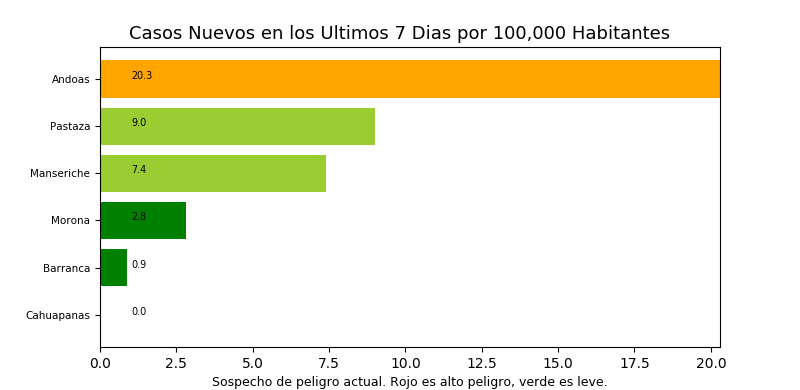 Casos Nuevos en los Ultimos 7 Dias por 100,000 Habitantes
Andoas 20.3
Pastaza 9.0
Manseriche 7.4
Morona 2.8
Barranca 0.9
Cahuapanas 0.0
0.0 2.5 5.0 7.5 10.0 12.5 15.0 17.5 20.0
Sospecho de peligro actual. Rojo es alto peligro, verde es leve.